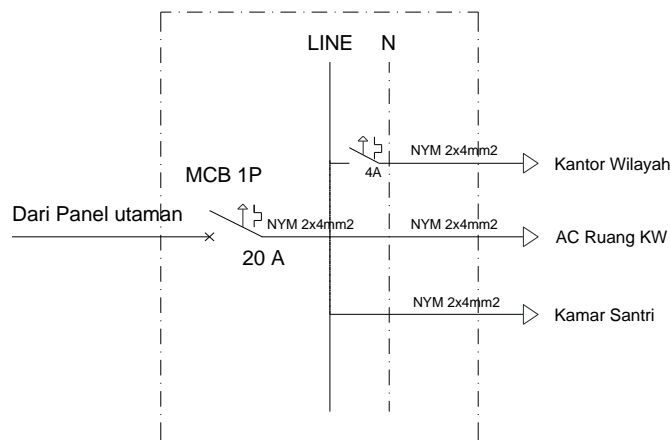 LINE N
NYM 2x4mm2
4A
Kantor Wilayah
MCB 1P
Dari Panel utaman
NYM 2x4mm2
NYM 2x4mm2
AC Ruang KW
20 A
NYM 2x4mm2
Kamar Santri